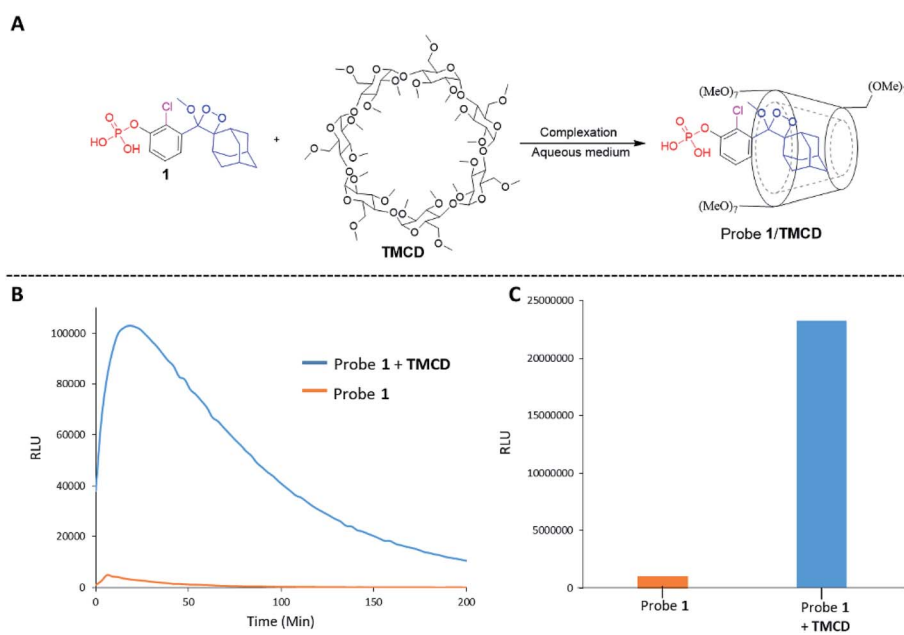 A
O
Cl
O O
O
O
P
HO
OH
1
+
TMCD
Complexation
Aqueous medium
(MeO)7
(OMe)
Cl
O
O
O
O
P
HO
OH
(MeO)7
Probe 1/TMCD
B
RLU
100000
80000
60000
40000
20000
0
0 50 100 150 200
Time (Min)
Probe 1 + TMCD
Probe 1
C
RLU
25000000
20000000
15000000
10000000
5000000
0
Probe 1
Probe 1
+ TMCD